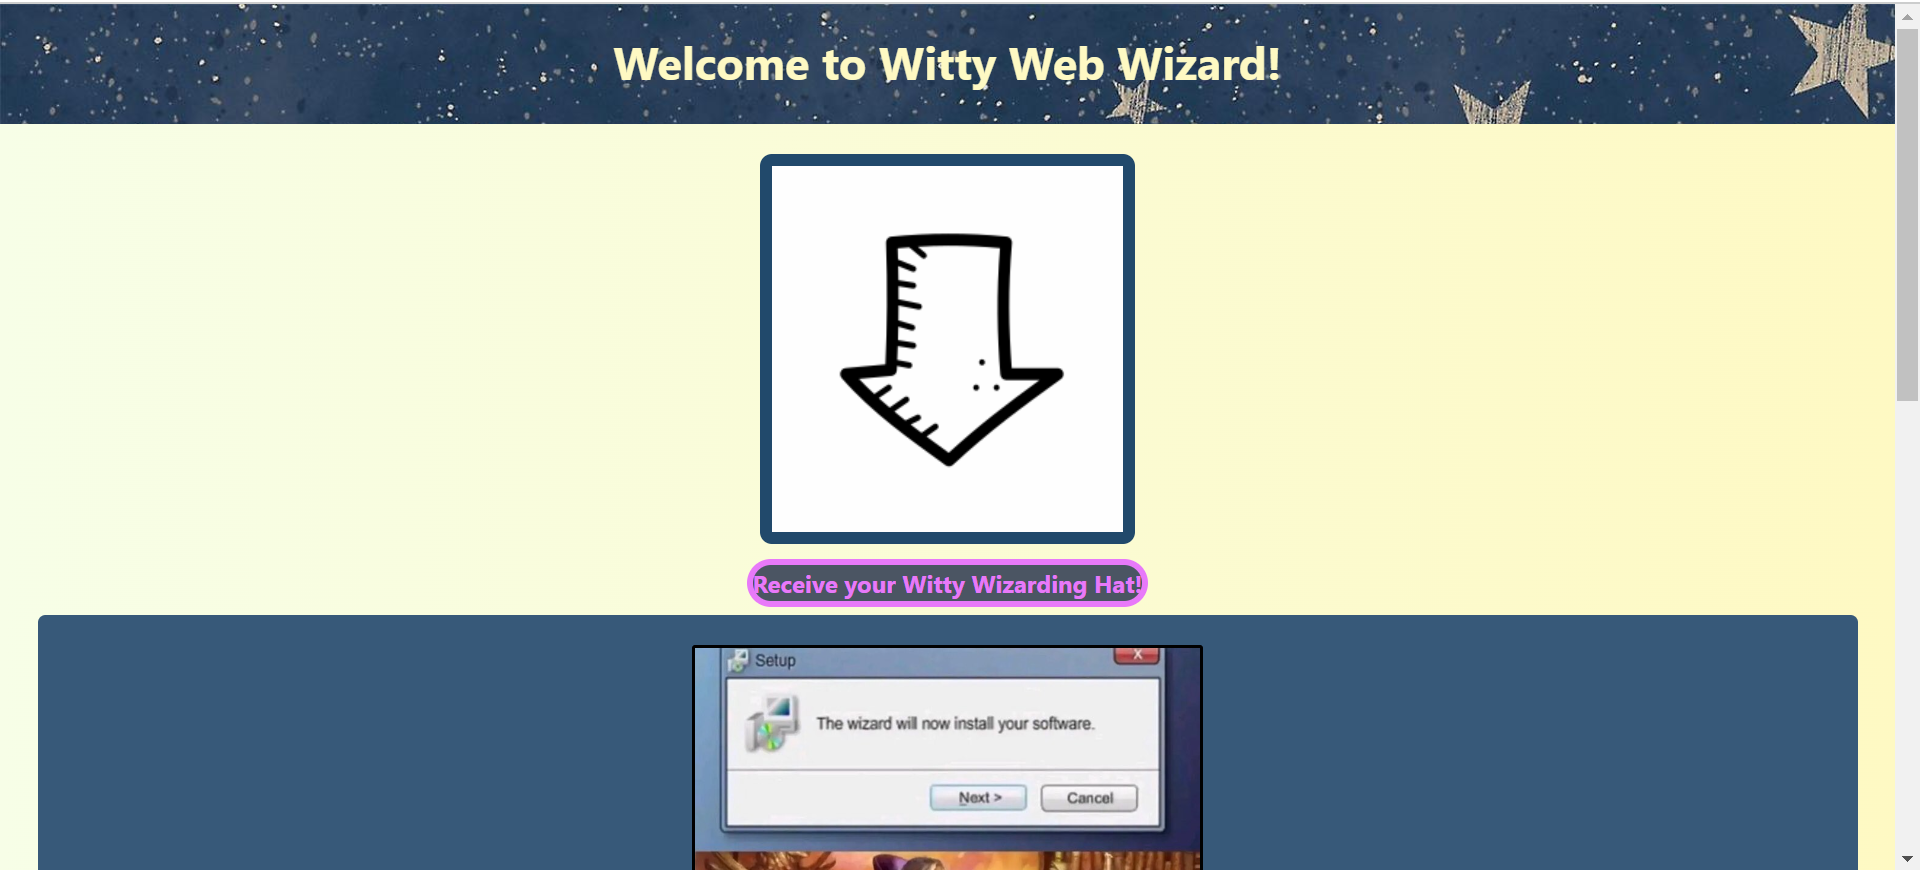 Welcome to Witty Web Wizard!
Receive your Witty Wizarding Hat!
Setup
X
The wizard will now install your software.
Next >
Cancel